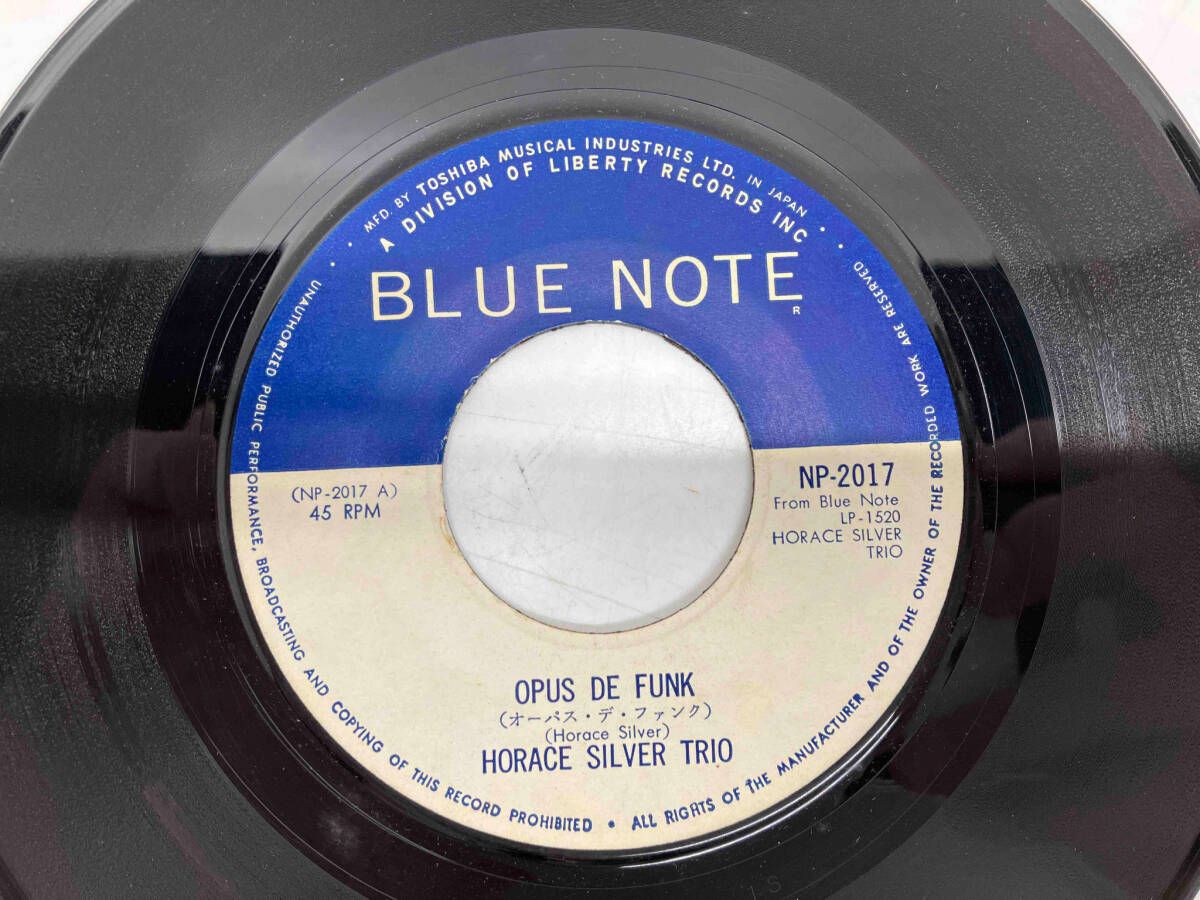 MFD. BY TOSHIBA MUSICAL INDUSTRIES LTD. IN JAPAN
A DIVISION OF LIBERTY RECORDS INC
BLUE NOTE
R
(NP-2017 A)
45 RPM
NP-2017
From Blue Note
LP-1520
HORACE SILVER
TRIO
OPUS DE FUNK
(オーパス・デ・ファンク)
(Horace Silver)
HORACE SILVER TRIO
UNAUTHORIZED PUBLIC PERFORMANCE, BROADCASTING AND COPYING OF THIS RECORD PROHIBITED • ALL RIGHTS OF THE MANUFACTURER AND OF THE OWNER OF THE RECORDED WORK ARE RESERVED
1S